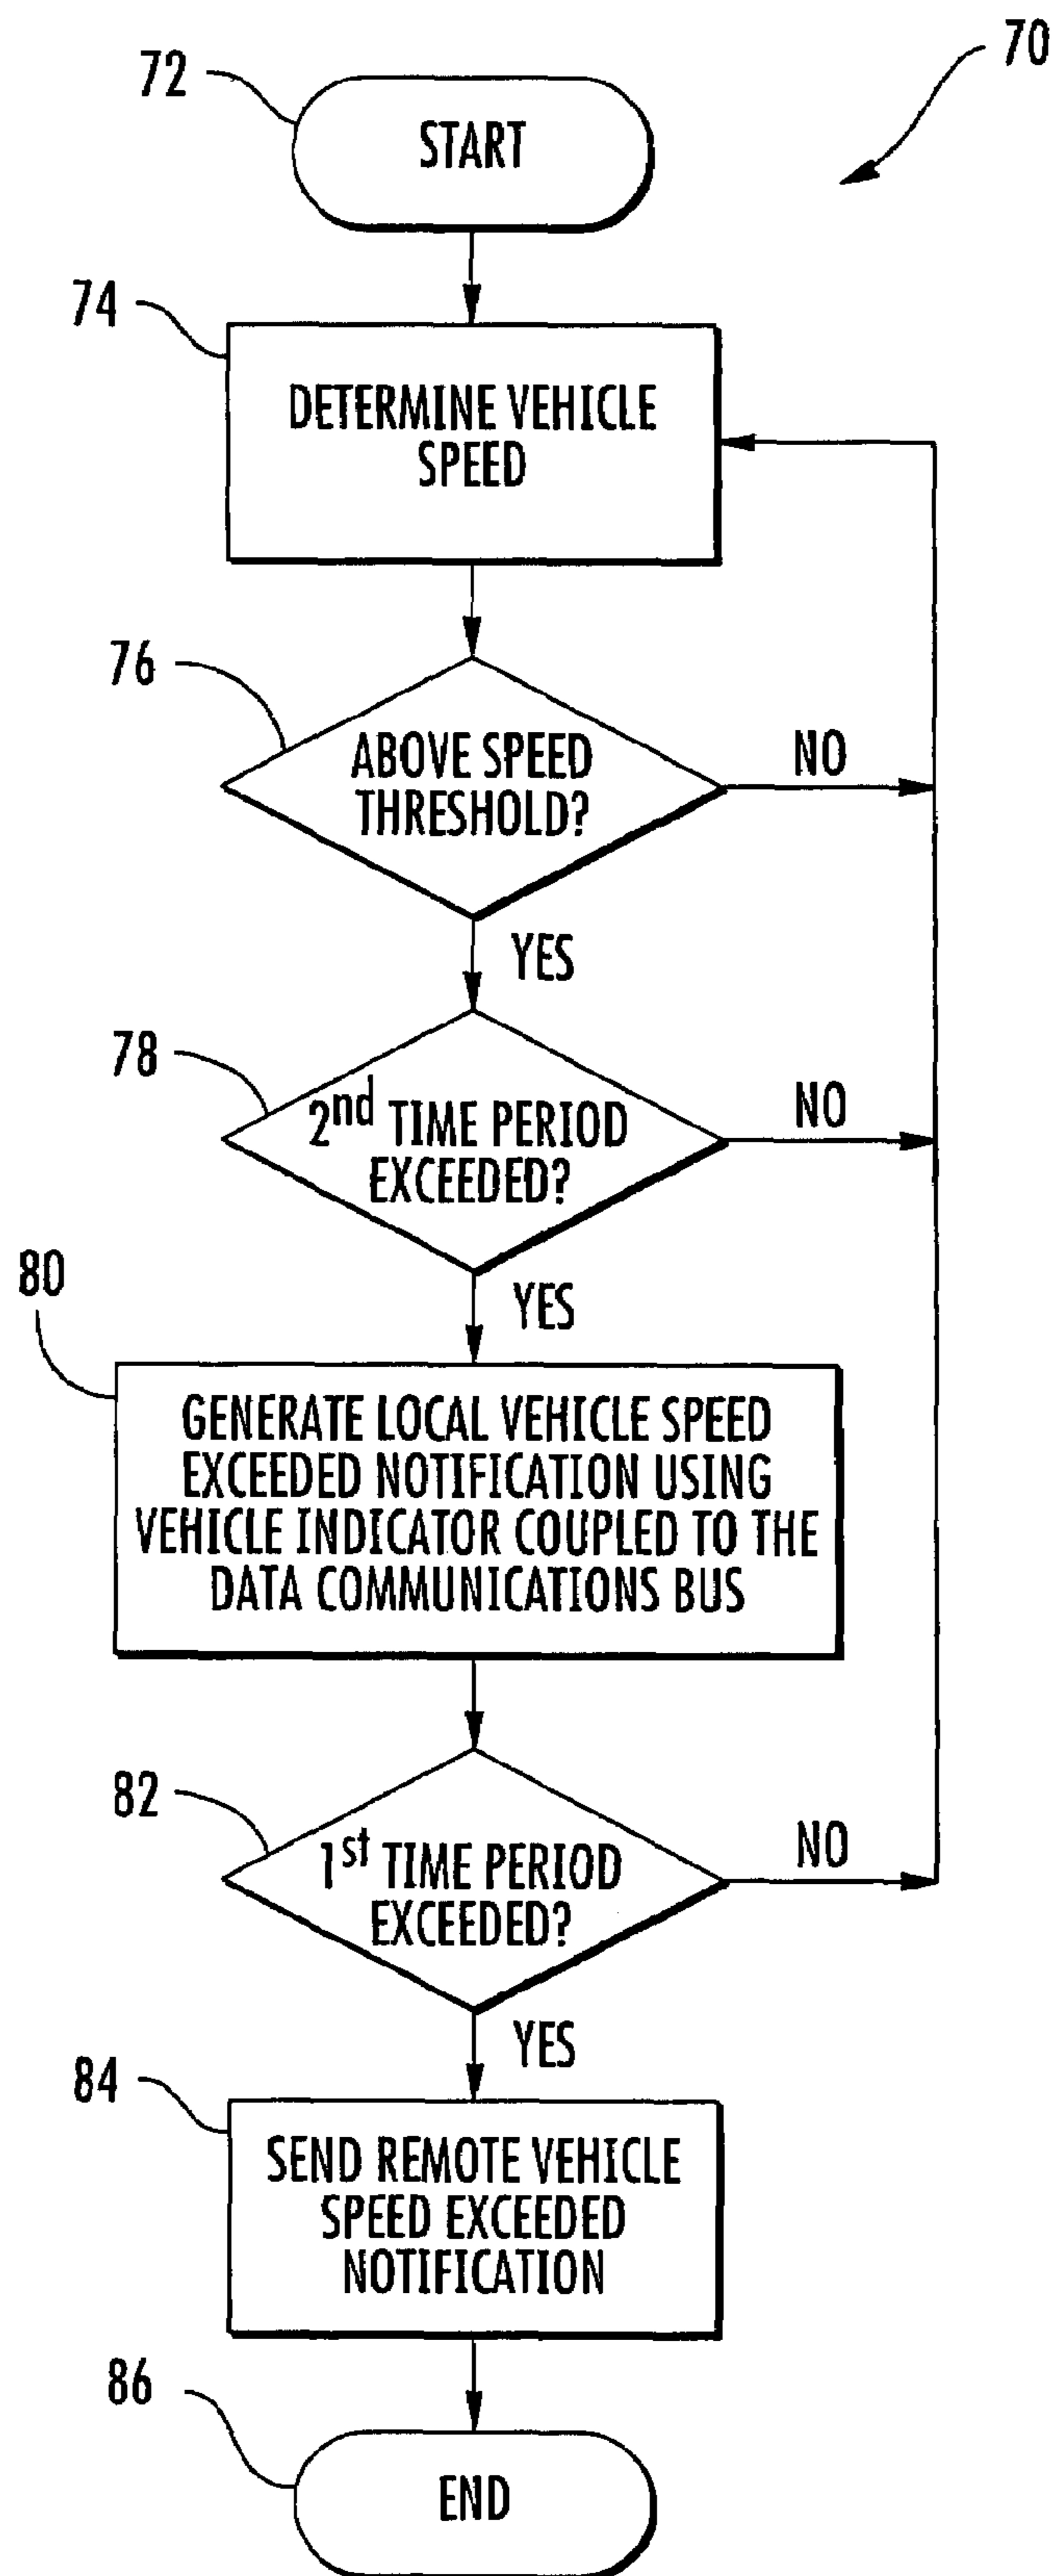 70
72
START
74
DETERMINE VEHICLE
SPEED
76
ABOVE SPEED
THRESHOLD?
NO
YES
78
2nd TIME PERIOD
EXCEEDED?
NO
YES
80
GENERATE LOCAL VEHICLE SPEED
EXCEEDED NOTIFICATION USING
VEHICLE INDICATOR COUPLED TO THE
DATA COMMUNICATIONS BUS
82
1st TIME PERIOD
EXCEEDED?
NO
YES
84
SEND REMOTE VEHICLE
SPEED EXCEEDED
NOTIFICATION
86
END